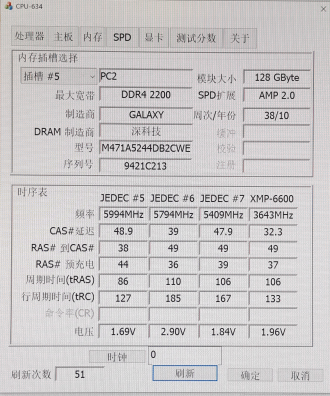 CPU-634
处理器 主板 内存 SPD 显卡 测试分数 关于
内存插槽选择
插槽 #5 PC2 模块大小 128 GByte
最大宽带 DDR4 2200 SPD扩展 AMP 2.0
制造商 GALAXY 周次/年份 38/10
DRAM 制造商 深科技 缓冲
型号 M471A5244DB2CWE 校验
序列号 9421C213 注册
时序表
JEDEC #5 JEDEC #6 JEDEC #7 XMP-6600
频率 5994MHz 5794MHz 5409MHz 3643MHz
CAS#延迟 48.9 39 47.9 32.3
RAS# 到CAS# 38 49 49 49
RAS# 预充电 44 36 39 37
周期时间(tRAS) 86 110 106 106
行周期时间(tRC) 127 185 167 133
命令率(CR)
电压 1.69V 2.90V 1.84V 1.96V
时钟 0
刷新次数 51 刷新 确定 取消